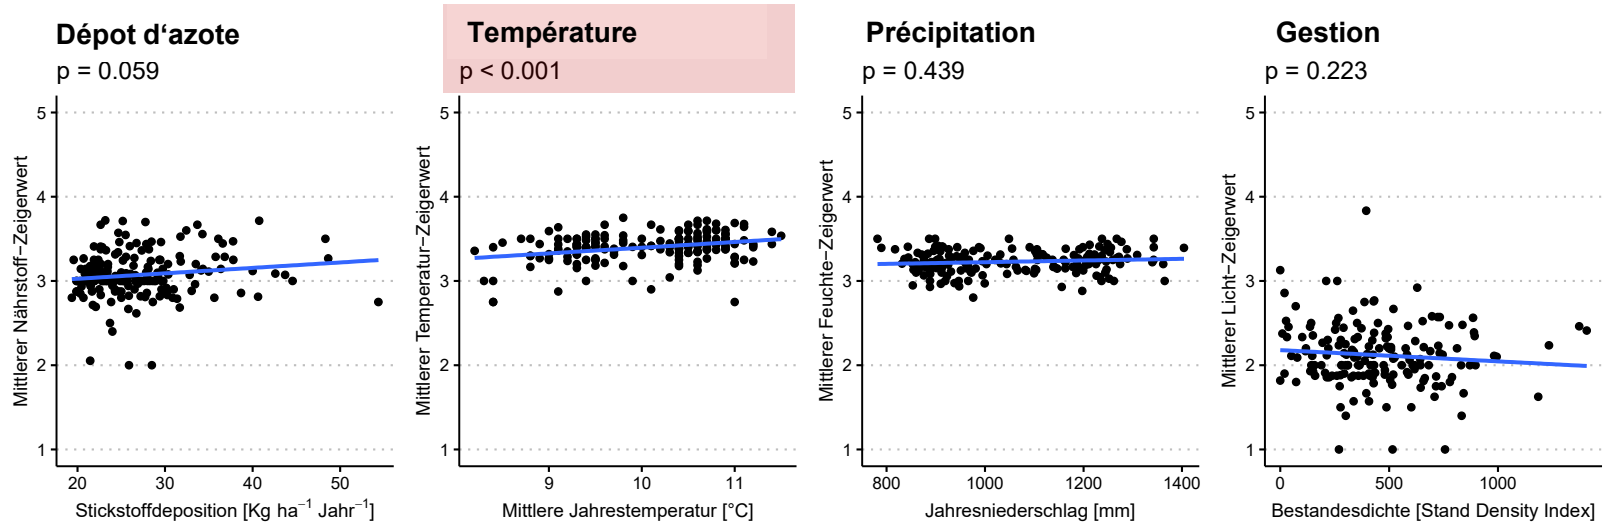 Dépot d‘azote
p = 0.059
5
4
3
2
1
Mittlerer Nährstoff−Zeigerwert
20 30 40 50
Stickstoffdeposition [Kg ha⁻¹ Jahr⁻¹]
Température
p < 0.001
5
4
3
2
1
Mittlerer Temperatur−Zeigerwert
9 10 11
Mittlere Jahrestemperatur [°C]
Précipitation
p = 0.439
5
4
3
2
1
Mittlerer Feuchte−Zeigerwert
800 1000 1200 1400
Jahresniederschlag [mm]
Gestion
p = 0.223
5
4
3
2
1
Mittlerer Licht−Zeigerwert
0 500 1000
Bestandesdichte [Stand Density Index]